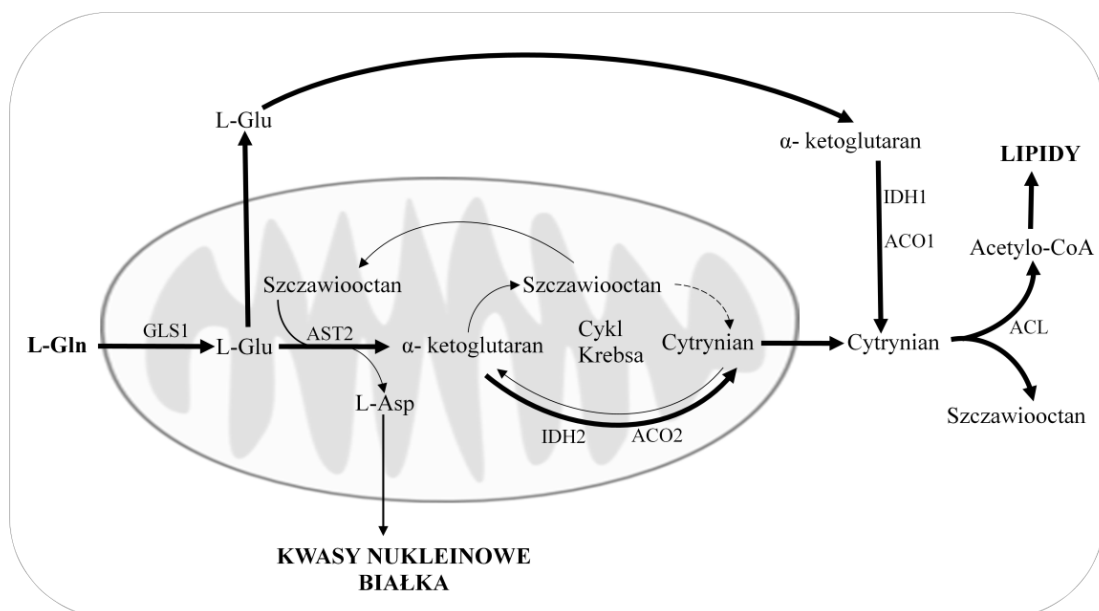 L-Glu
α- ketoglutaran
LIPIDY
IDH1
ACO1
Acetylo-CoA
Szczawiooctan
Szczawiooctan
GLS1
AST2
Cykl
Krebsa
ACL
L-Gln
L-Glu
α- ketoglutaran
Cytrynian
Cytrynian
L-Asp
Szczawiooctan
IDH2
ACO2
KWASY NUKLEINOWE
BIAŁKA